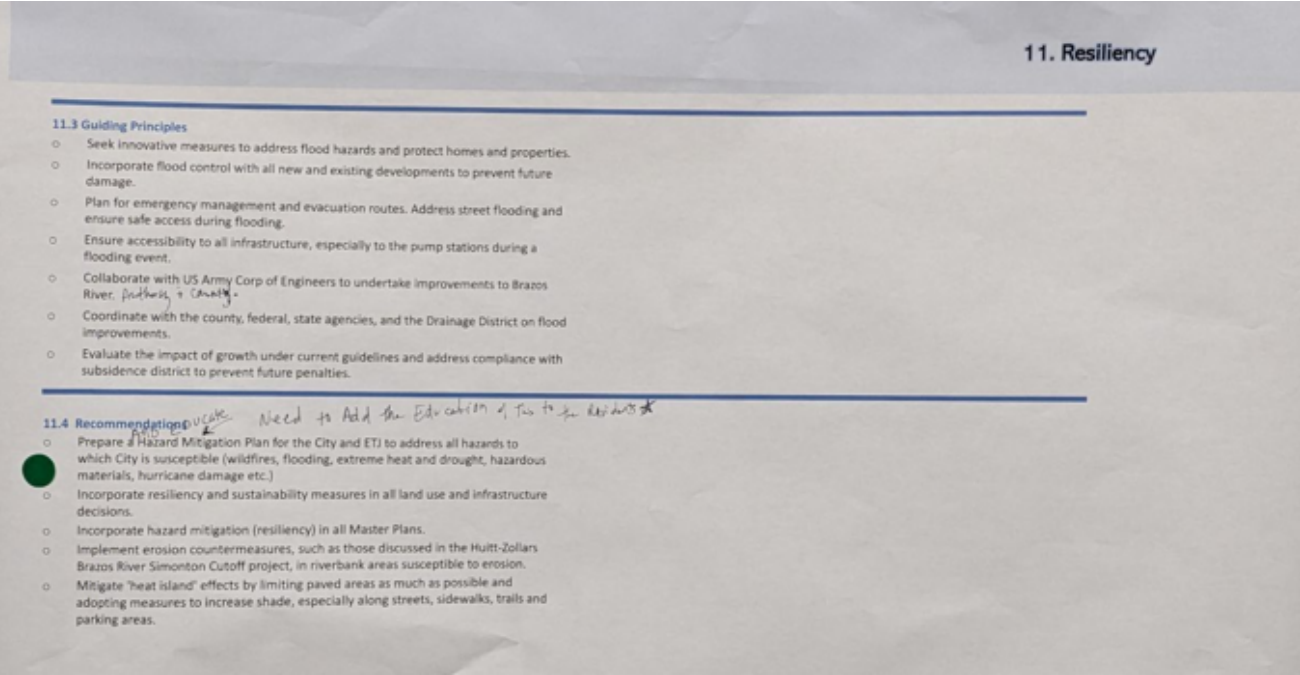 11. Resiliency
11.3 Guiding Principles
o Seek innovative measures to address flood hazards and protect homes and properties.
o Incorporate flood control with all new and existing developments to prevent future
damage.
o Plan for emergency management and evacuation routes. Address street flooding and
ensure safe access during flooding.
o Ensure accessibility to all infrastructure, especially to the pump stations during a
flooding event.
o Collaborate with US Army Corp of Engineers to undertake improvements to Brazos
River. + County.
o Coordinate with the county, federal, state agencies, and the Drainage District on flood
improvements.
o Evaluate the impact of growth under current guidelines and address compliance with
subsidence district to prevent future penalties.
Need to Add the Education of This to the Residents ★
11.4 Recommendations
And Educate
o Prepare a Hazard Mitigation Plan for the City and ETJ to address all hazards to
which City is susceptible (wildfires, flooding, extreme heat and drought, hazardous
materials, hurricane damage etc.)
o Incorporate resiliency and sustainability measures in all land use and infrastructure
decisions.
o Incorporate hazard mitigation (resiliency) in all Master Plans.
o Implement erosion countermeasures, such as those discussed in the Huitt-Zollars
Brazos River Simonton Cutoff project, in riverbank areas susceptible to erosion.
o Mitigate 'heat island' effects by limiting paved areas as much as possible and
adopting measures to increase shade, especially along streets, sidewalks, trails and
parking areas.